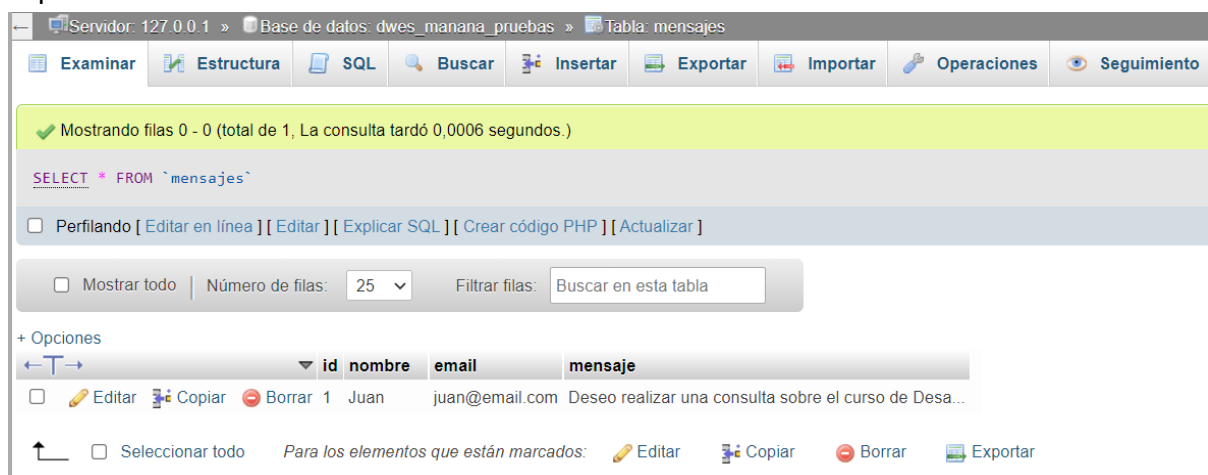 Servidor: 127.0.0.1 » Base de datos: dwes_manana_pruebas » Tabla: mensajes
Examinar Estructura SQL Buscar Insertar Exportar Importar Operaciones Seguimiento
Mostrando filas 0 - 0 (total de 1, La consulta tardó 0,0006 segundos.)
SELECT * FROM `mensajes`
Perfilando [ Editar en línea ] [ Editar ] [ Explicar SQL ] [ Crear código PHP ] [ Actualizar ]
Mostrar todo | Número de filas: 25 Filtrar filas: Buscar en esta tabla
+ Opciones
←T→ id nombre email mensaje
Editar Copiar Borrar 1 Juan juan@email.com Deseo realizar una consulta sobre el curso de Desa...
Seleccionar todo Para los elementos que están marcados: Editar Copiar Borrar Exportar